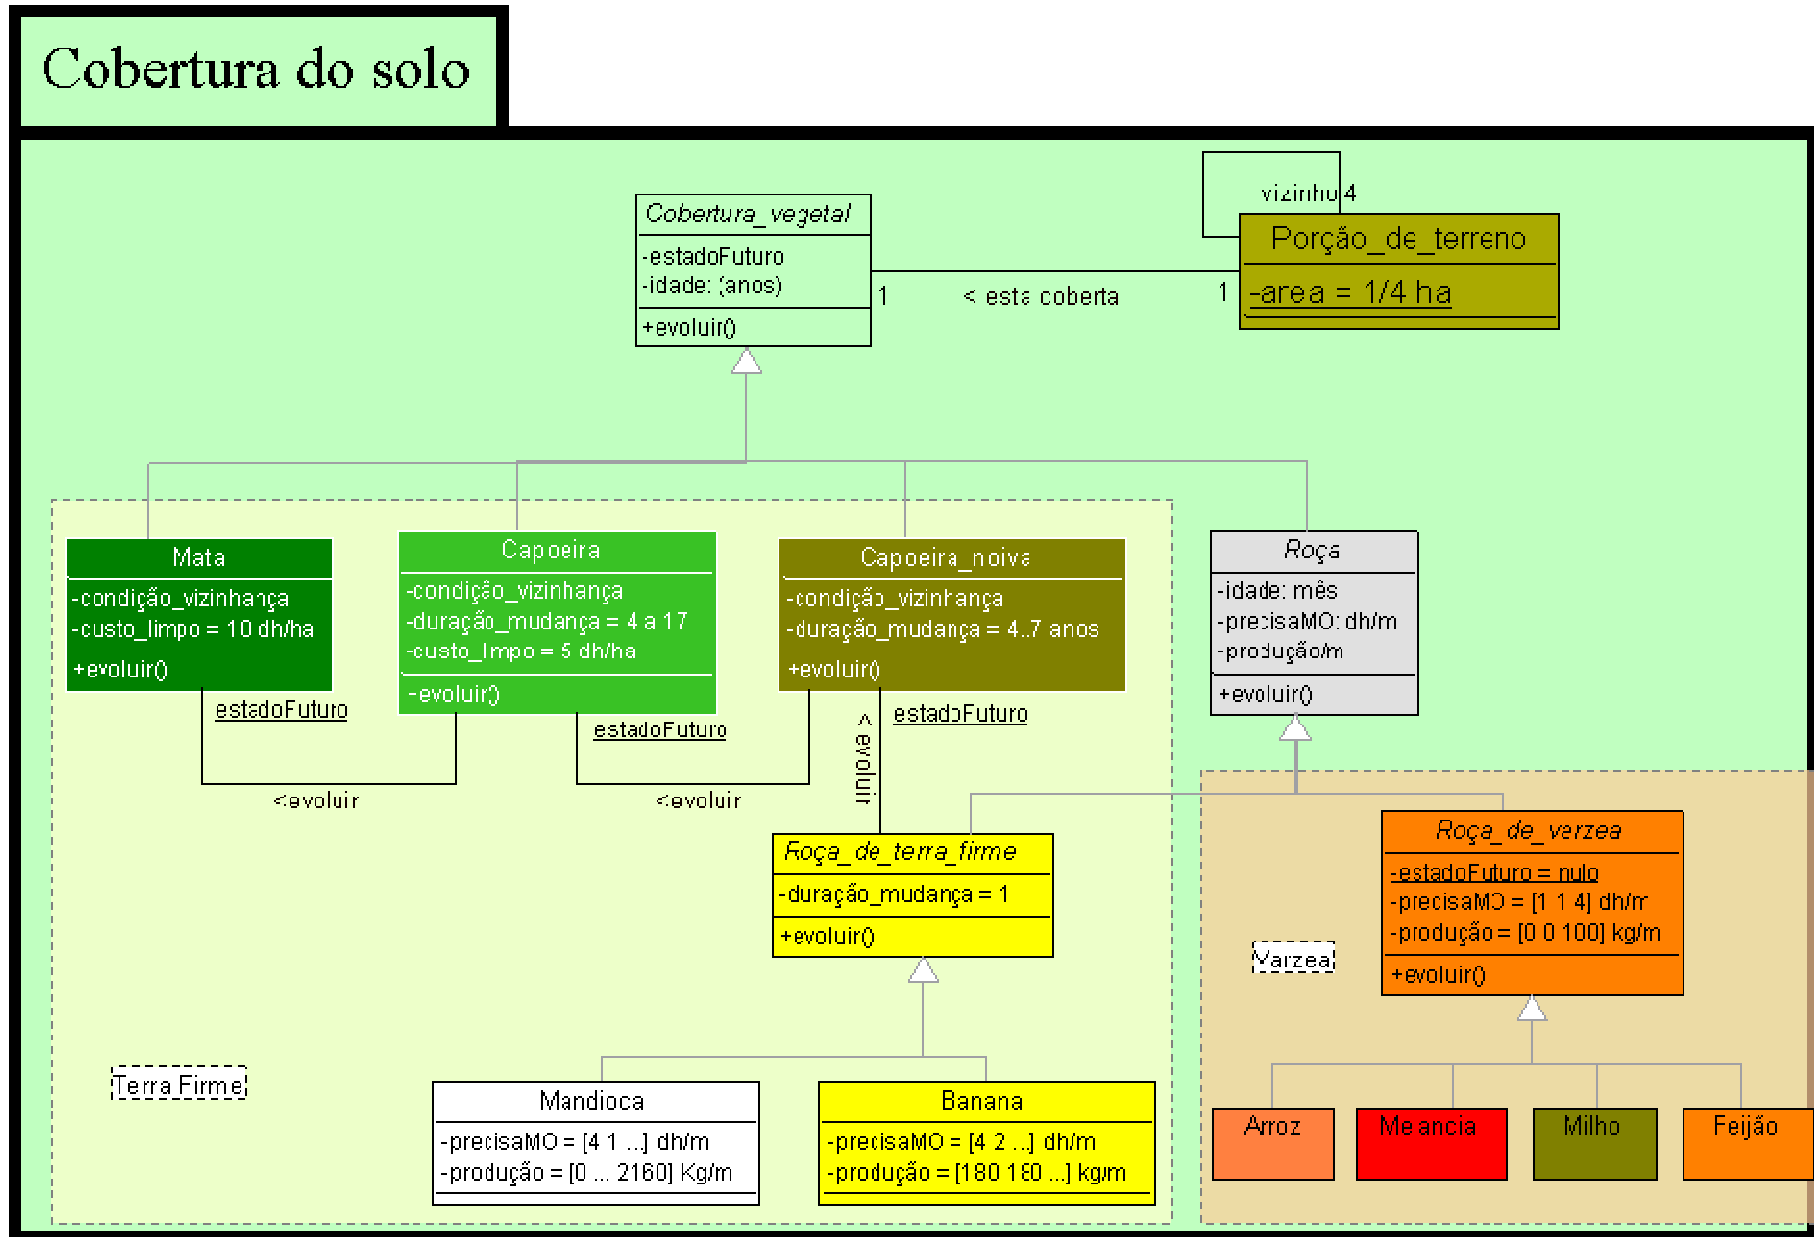 Cobertura do solo
vizinho 4
Cobertura_vegetal
-estadoFuturo
-idade: (anos)
+evoluir()
Porção_de_terreno
-area = 1/4 ha
1
< esta coberta
1
Mata
-condição_vizinhança
-custo_limpo = 10 dh/ha
+evoluir()
estadoFuturo
Capoeira
-condição_vizinhança
-duração_mudança = 4 a 17
-custo_lmpo = 5 dh/ha
-evoluir()
estadoFuturo
Capoeira_noiva
-condição_vizinhança
-duração_mudança = 4..7 anos
+evoluir()
estadoFuturo
Roça
-idade: mês
-precisaMO: dh/m
-produção/m
+evoluir()
<evoluir
<evoluir
< evoluir
Roça_de_terra_firme
-duração_mudança = 1
+evoluir()
Roça_de_varzea
-estadoFuturo = nulo
-precisaMO = [1 1 4] dh/m
-produção = [0 0 100] kg/m
+evoluir()
Varzea
Terra Firme
Mandioca
-precisaMO = [4 1 ...] dh/m
-produção = [0 ... 2160] Kg/m
Banana
-precisaMO = [4 2 ...] dh/m
-produção = [180 180 ...] kg/m
Arroz
Melancia
Milho
Feijão